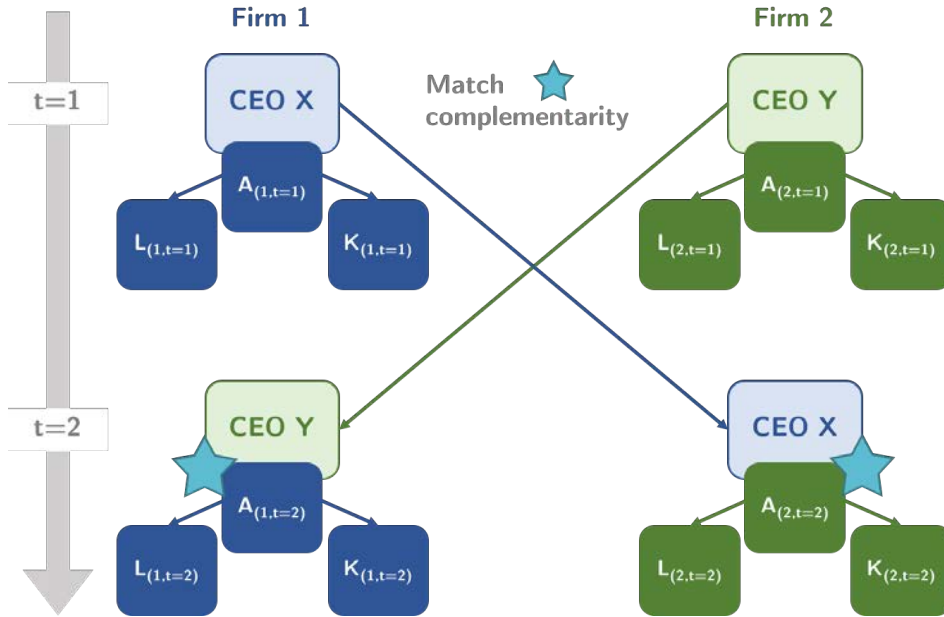 Firm 1
Firm 2
t=1
CEO X
Match
complementarity
CEO Y
A(1,t=1)
A(2,t=1)
L(1,t=1)
K(1,t=1)
L(2,t=1)
K(2,t=1)
t=2
CEO Y
CEO X
A(1,t=2)
A(2,t=2)
L(1,t=2)
K(1,t=2)
L(2,t=2)
K(2,t=2)